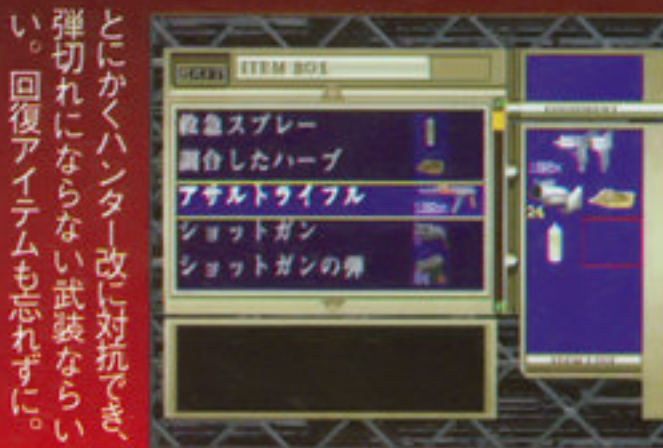 とにかくハンター改に対抗でき、
弾切れにならない武装ならい
い。回復アイテムも忘れずに。
EXIT
ITEM BOX
救急スプレー
調合したハーブ
アサルトライフル
ショットガン
ショットガンの弾
100%
24